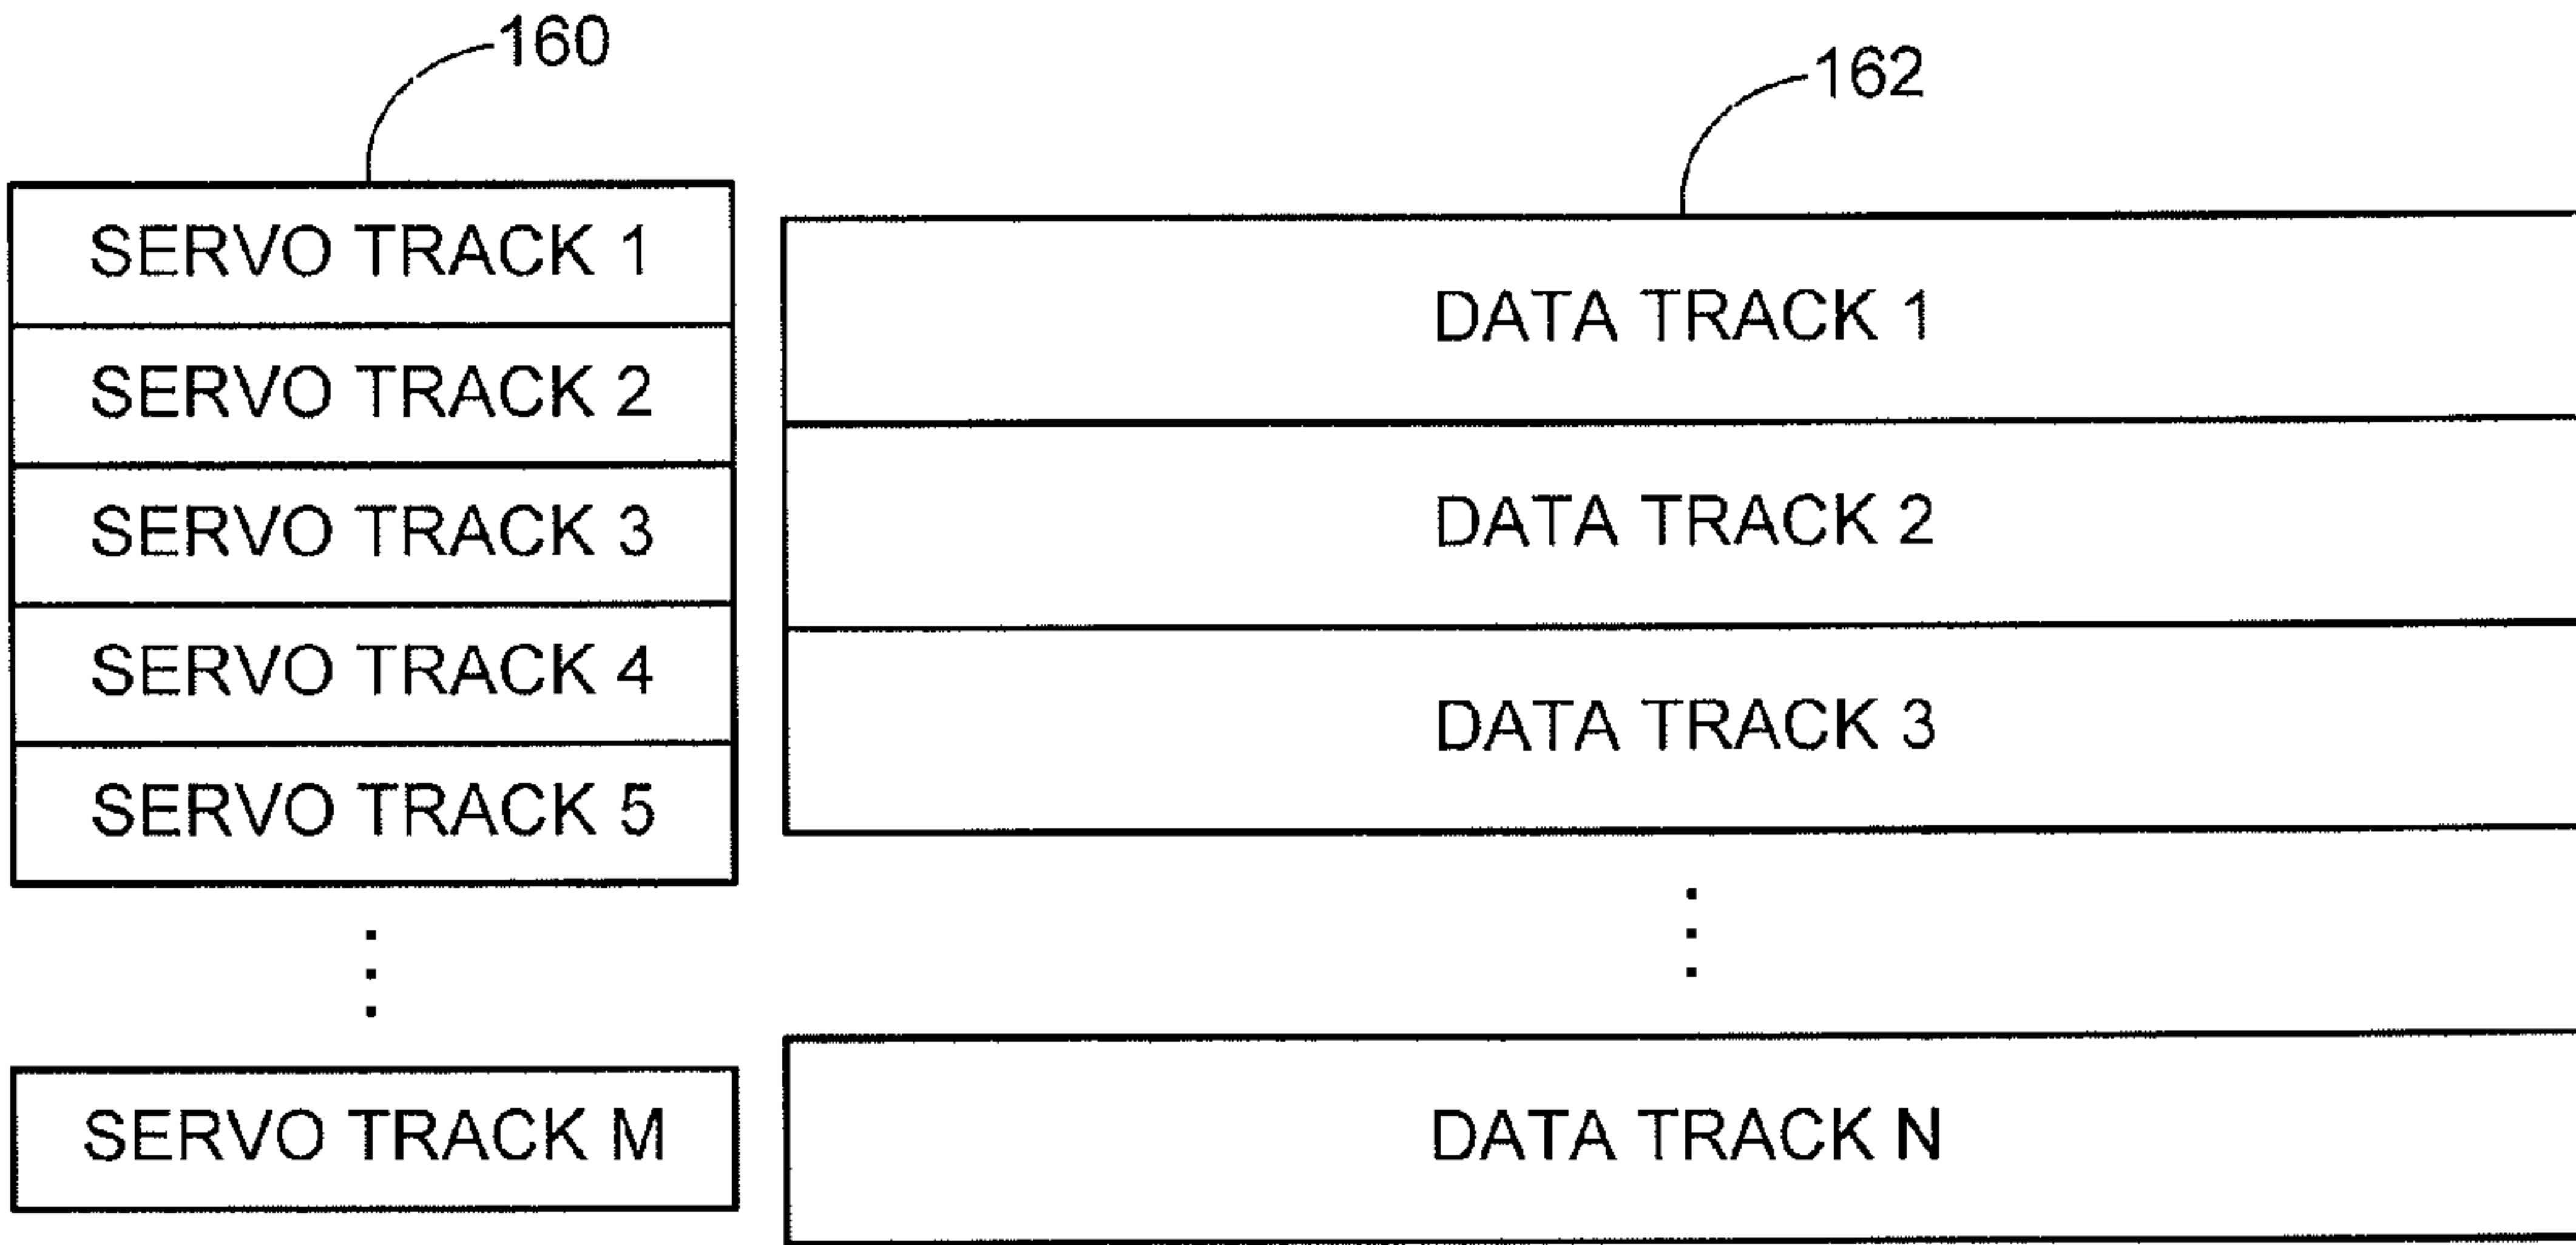 160
162
SERVO TRACK 1
SERVO TRACK 2
SERVO TRACK 3
SERVO TRACK 4
SERVO TRACK 5
SERVO TRACK M
DATA TRACK 1
DATA TRACK 2
DATA TRACK 3
DATA TRACK N